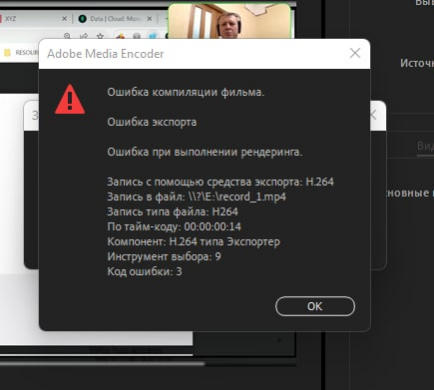 XYZ
Data | Cloud: Mon
RESOUR
Adobe Media Encoder
Источ
Ошибка компиляции фильма.
Ошибка экспорта
Ошибка при выполнении рендеринга.
Вид
Запись с помощью средства экспорта: H.264
Запись в файл: \\?\E:\record_1.mp4
Запись типа файла: H264
По тайм-коду: 00:00:00:14
Компонент: H.264 типа Экспортер
Инструмент выбора: 9
Код ошибки: 3
новные н
OK